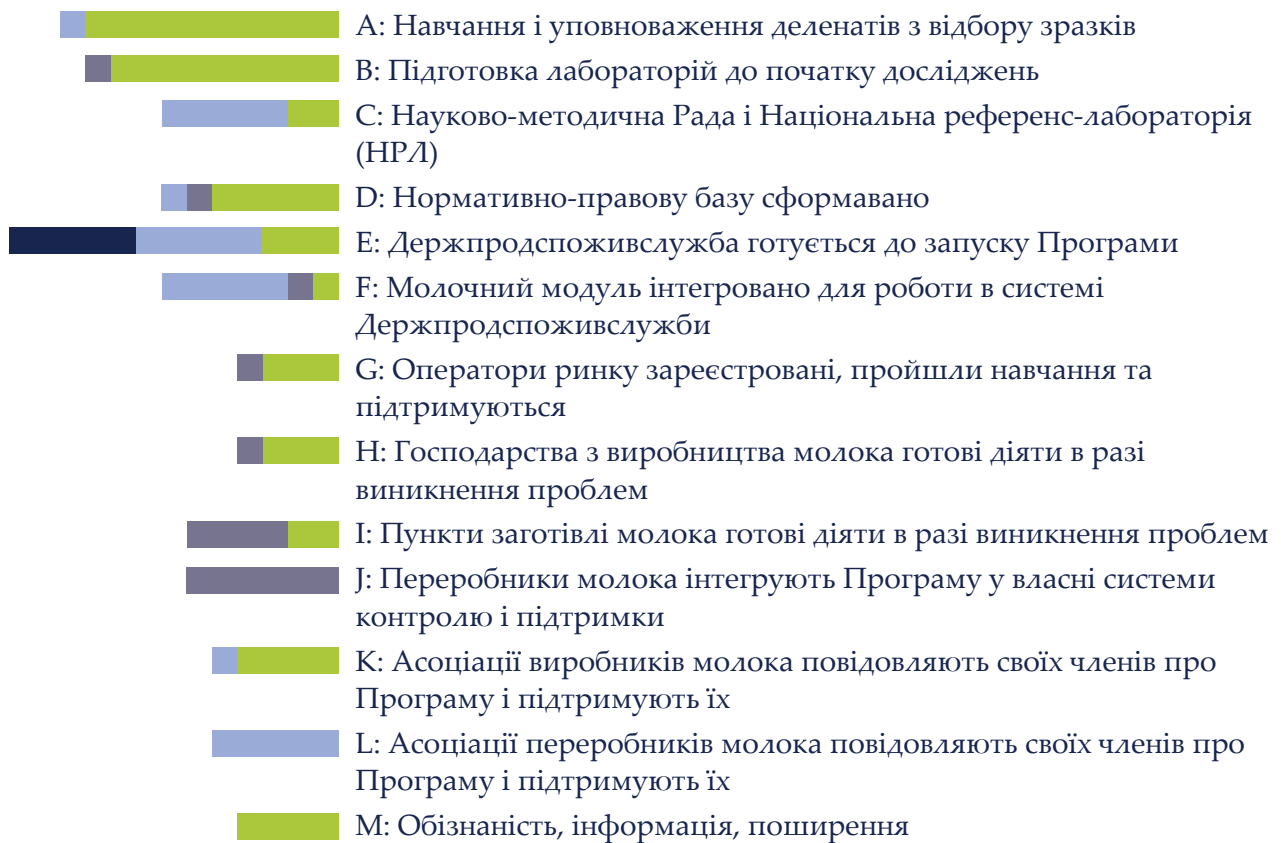 A: Навчання і уповноваження деленатів з відбору зразків
B: Підготовка лабораторій до початку досліджень
C: Науково-методична Рада і Національна референс-лабораторія
(НРЛ)
D: Нормативно-правову базу сформавано
E: Держпродспоживслужба готується до запуску Програми
F: Молочний модуль інтегровано для роботи в системі
Держпродспоживслужби
G: Оператори ринку зареєстровані, пройшли навчання та
підтримуються
H: Господарства з виробництва молока готові діяти в разі
виникнення проблем
I: Пункти заготівлі молока готові діяти в разі виникнення проблем
J: Переробники молока інтегрують Програму у власні системи
контролю і підтримки
K: Асоціації виробників молока повідовляють своїх членів про
Програму і підтримують їх
L: Асоціації переробників молока повідовляють своїх членів про
Програму і підтримують їх
M: Обізнаність, інформація, поширення